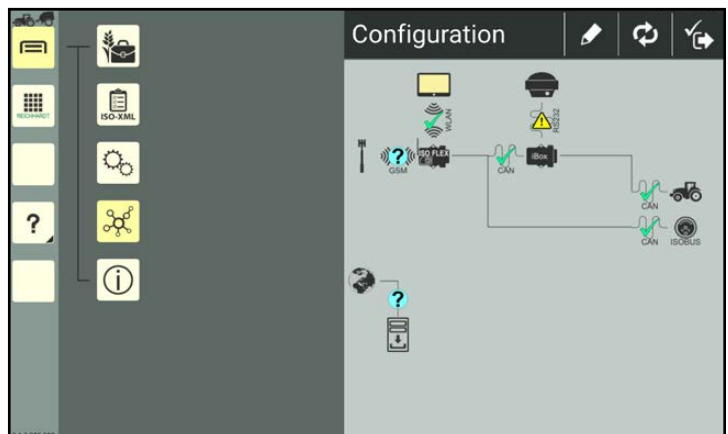 Configuration
REICHHARDT
ISO-XML
?
WLAN
RS232
?
GSM
ISO FLEX
CAN
iBox
CAN
CAN
ISOBUS
?